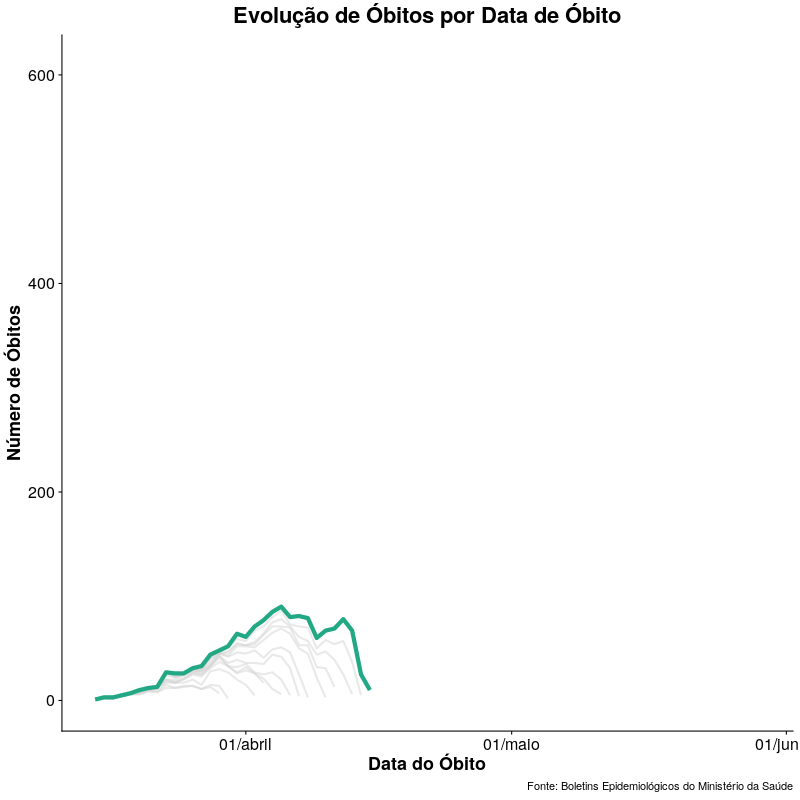 Evolução de Óbitos por Data de Óbito
Número de Óbitos
600
400
200
0
01/abril
01/maio
01/jun
Data do Óbito
Fonte: Boletins Epidemiológicos do Ministério da Saúde